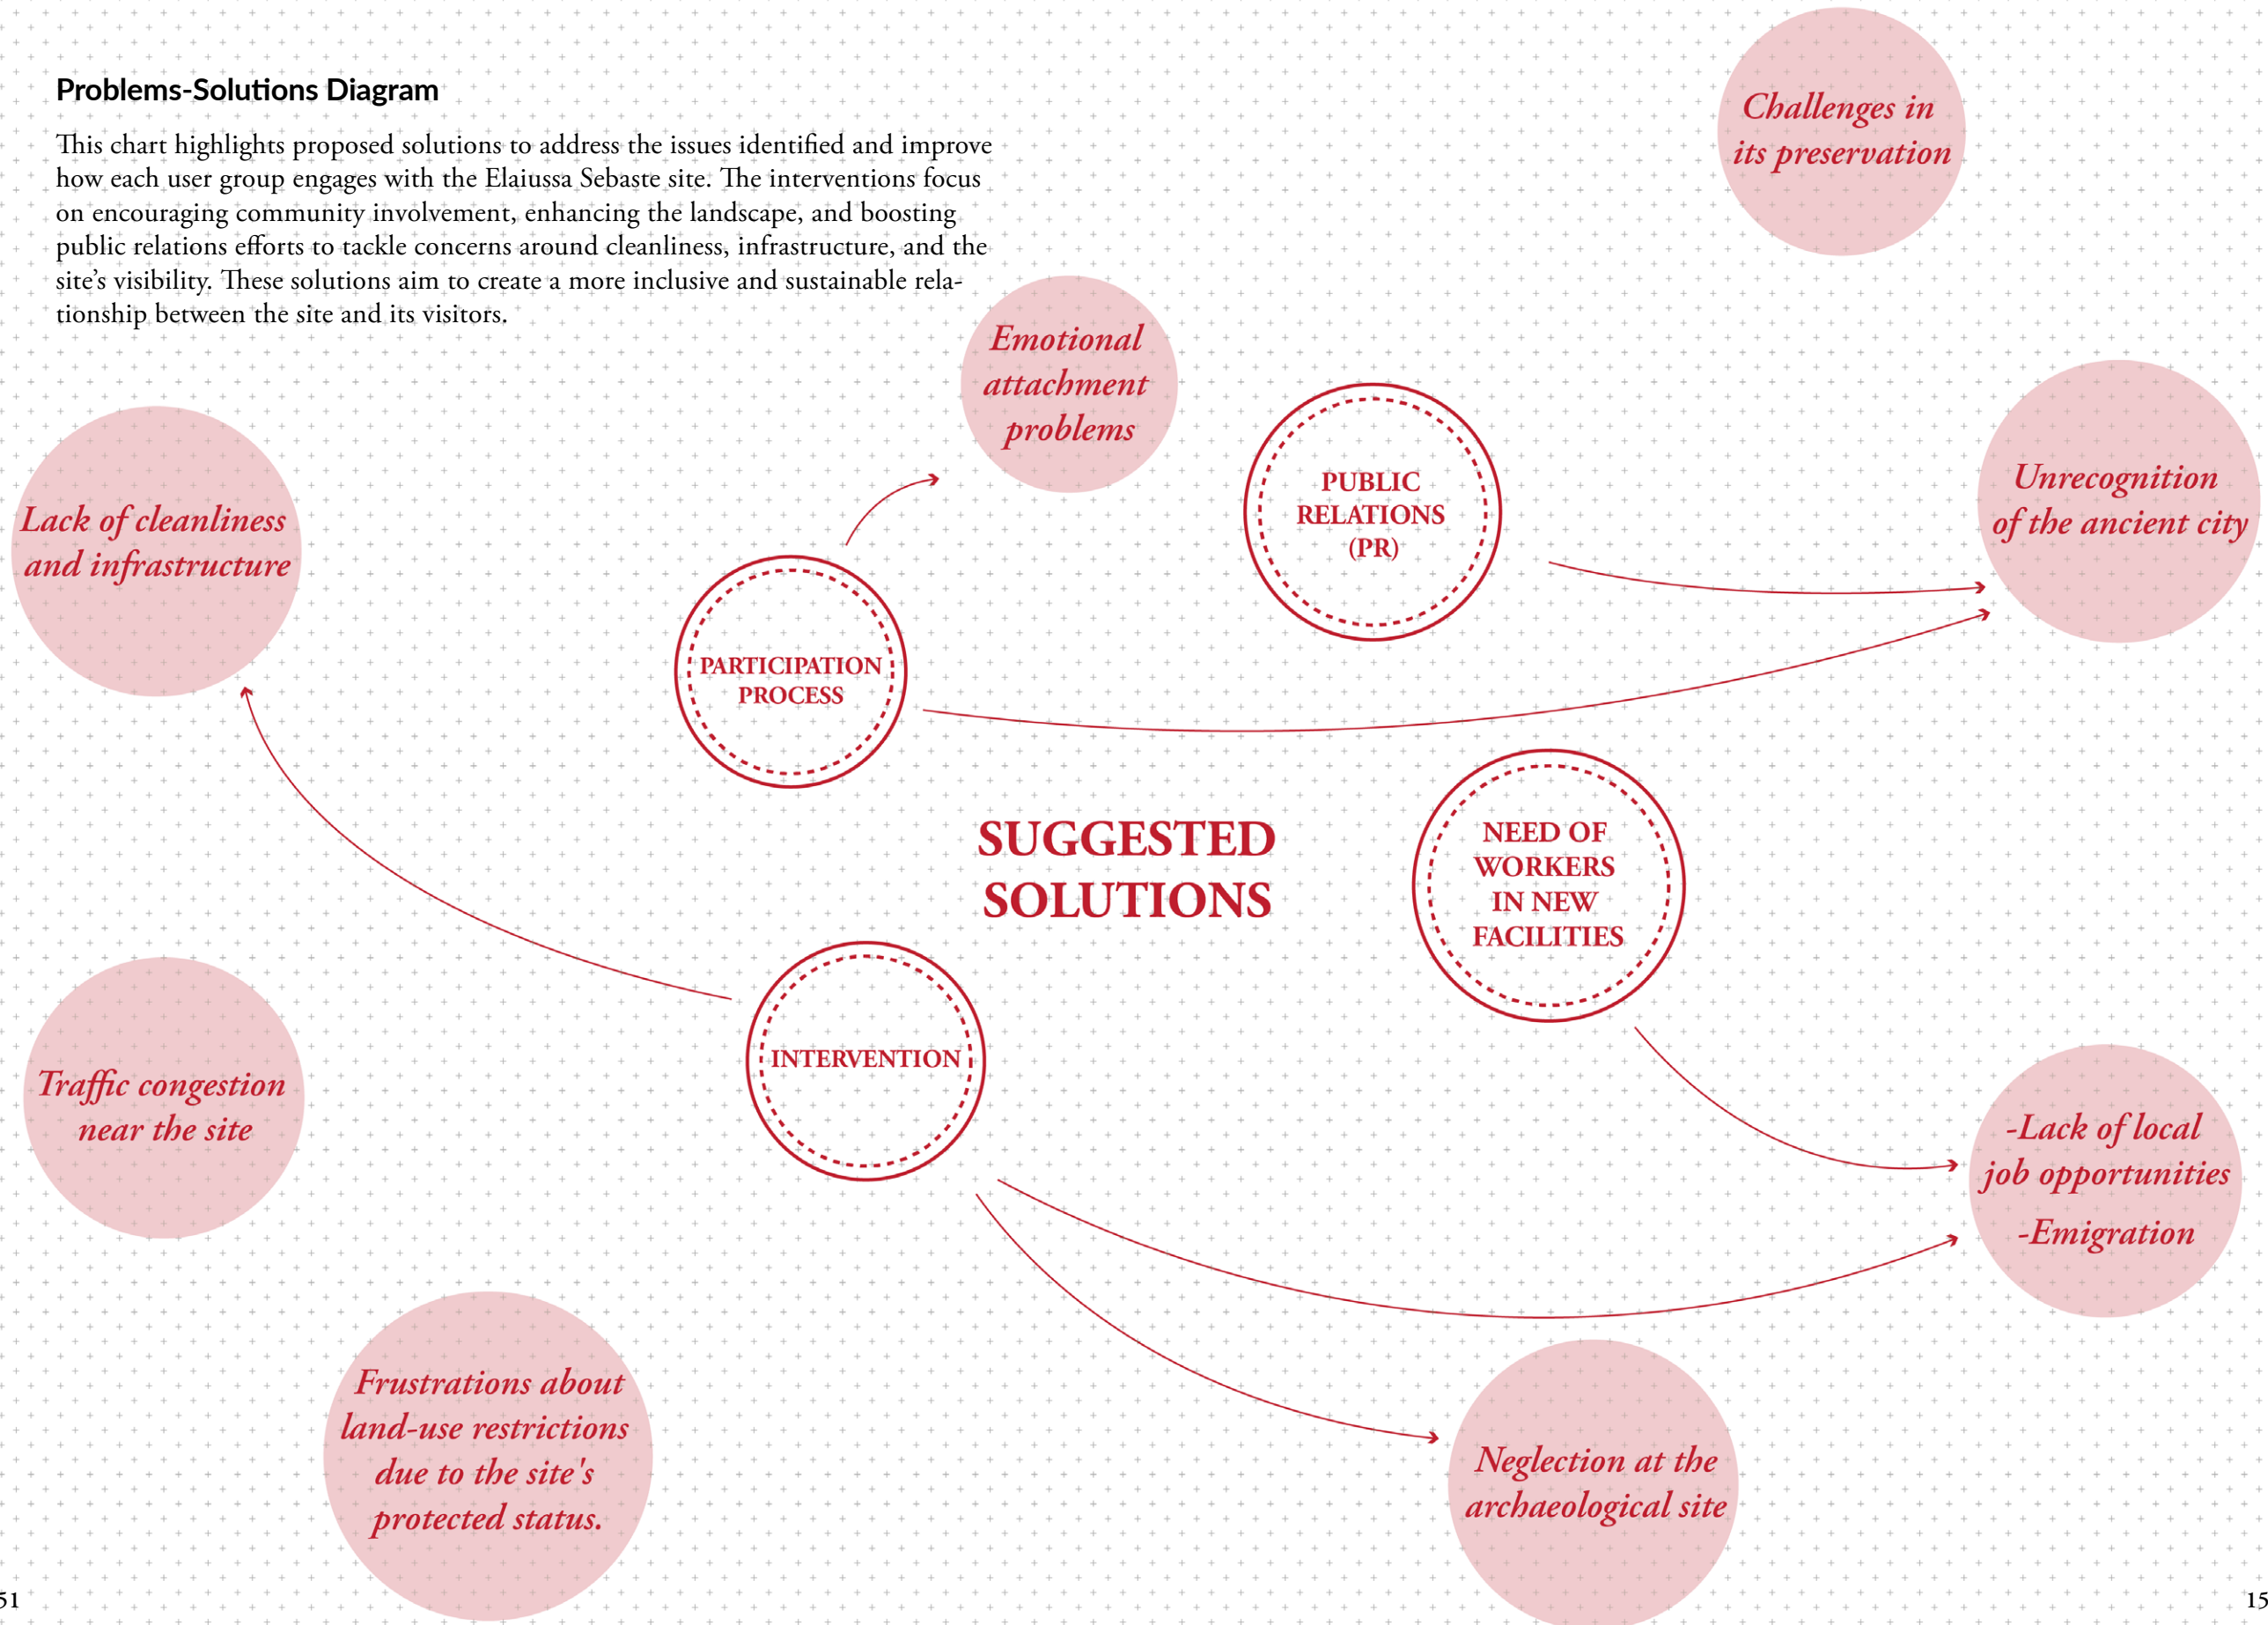 Problems-Solutions Diagram
This chart highlights proposed solutions to address the issues identified and improve
how each user group engages with the Elaiussa Sebaste site. The interventions focus
on encouraging community involvement, enhancing the landscape, and boosting
public relations efforts to tackle concerns around cleanliness, infrastructure, and the
site’s visibility. These solutions aim to create a more inclusive and sustainable rela-
tionship between the site and its visitors.
Challenges in
its preservation
Emotional
attachment
problems
PUBLIC
RELATIONS
(PR)
Unrecognition
of the ancient city
Lack of cleanliness
and infrastructure
PARTICIPATION
PROCESS
SUGGESTED
SOLUTIONS
NEED OF
WORKERS
IN NEW
FACILITIES
INTERVENTION
Traffic congestion
near the site
-Lack of local
job opportunities
-Emigration
Frustrations about
land-use restrictions
due to the site's
protected status.
Neglection at the
archaeological site
51
15